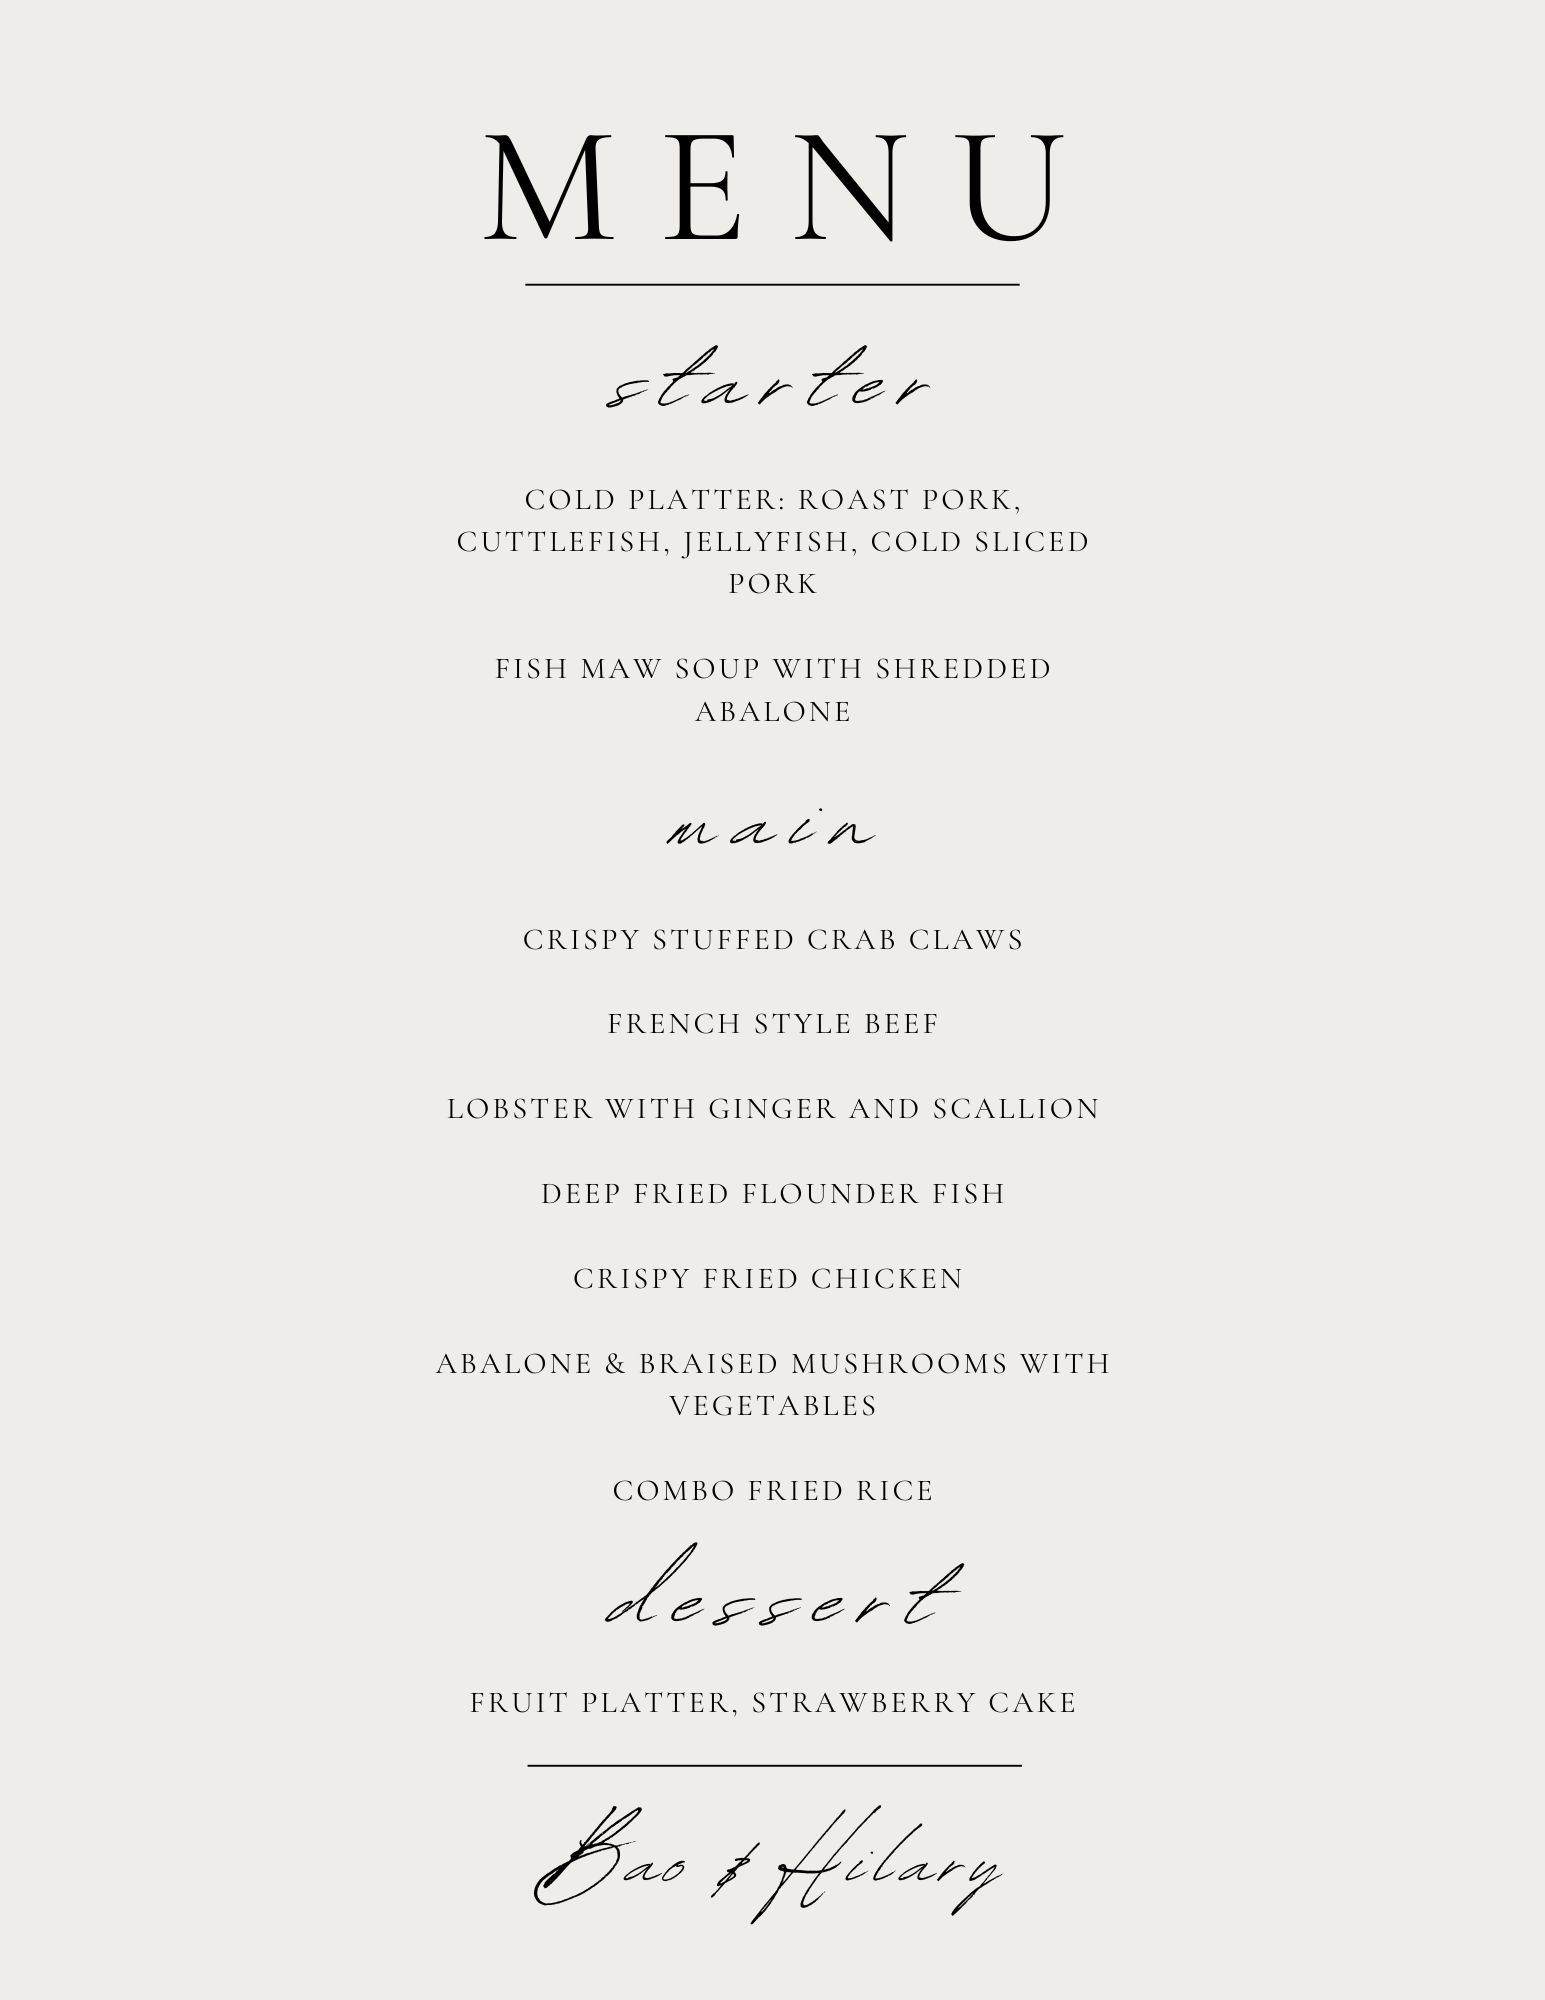 MENU
starter
COLD PLATTER: ROAST PORK,
CUTTLEFISH, JELLYFISH, COLD SLICED
PORK
FISH MAW SOUP WITH SHREDDED
ABALONE
main
CRISPY STUFFED CRAB CLAWS
FRENCH STYLE BEEF
LOBSTER WITH GINGER AND SCALLION
DEEP FRIED FLOUNDER FISH
CRISPY FRIED CHICKEN
ABALONE & BRAISED MUSHROOMS WITH
VEGETABLES
COMBO FRIED RICE
dessert
FRUIT PLATTER, STRAWBERRY CAKE
Bao & Hilary